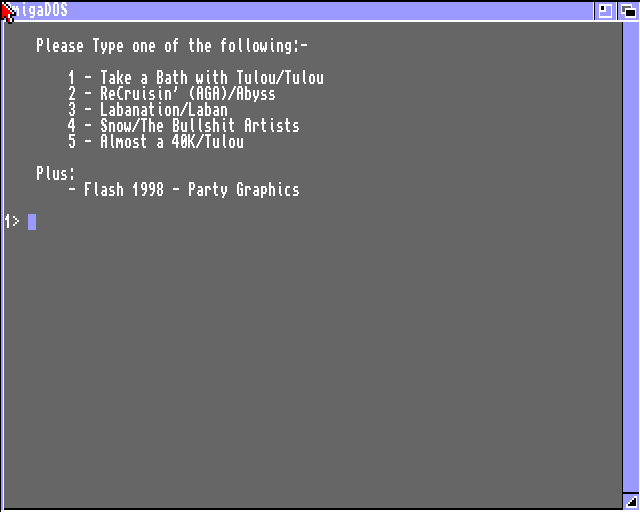 AmigaDOS
Please Type one of the following:-
1 - Take a Bath with Tulou/Tulou
2 - ReCruisin' (AGA)/Abyss
3 - Labanation/Laban
4 - Snow/The Bullshit Artists
5 - Almost a 40K/Tulou
Plus:
- Flash 1998 - Party Graphics
1>